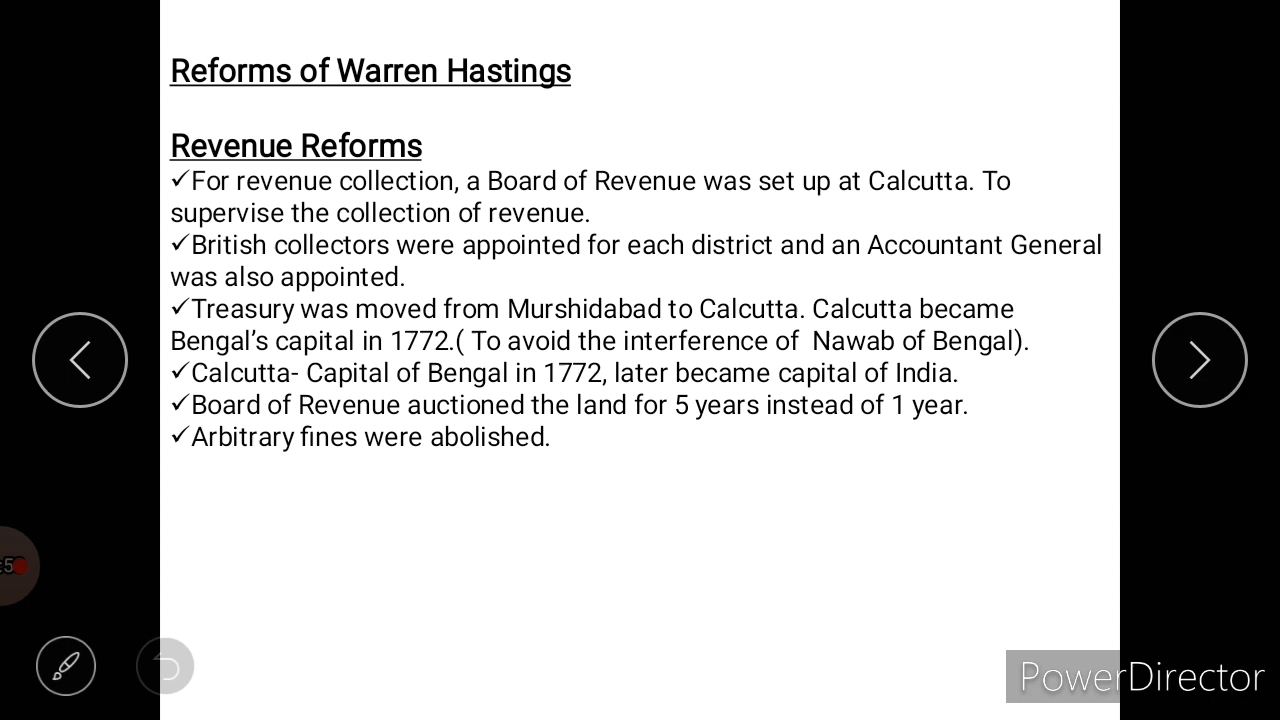 Reforms of Warren Hastings
Revenue Reforms
✓For revenue collection, a Board of Revenue was set up at Calcutta. To
supervise the collection of revenue.
✓British collectors were appointed for each district and an Accountant General
was also appointed.
✓Treasury was moved from Murshidabad to Calcutta. Calcutta became
Bengal’s capital in 1772.( To avoid the interference of  Nawab of Bengal).
✓Calcutta- Capital of Bengal in 1772, later became capital of India.
✓Board of Revenue auctioned the land for 5 years instead of 1 year.
✓Arbitrary fines were abolished.
PowerDirector